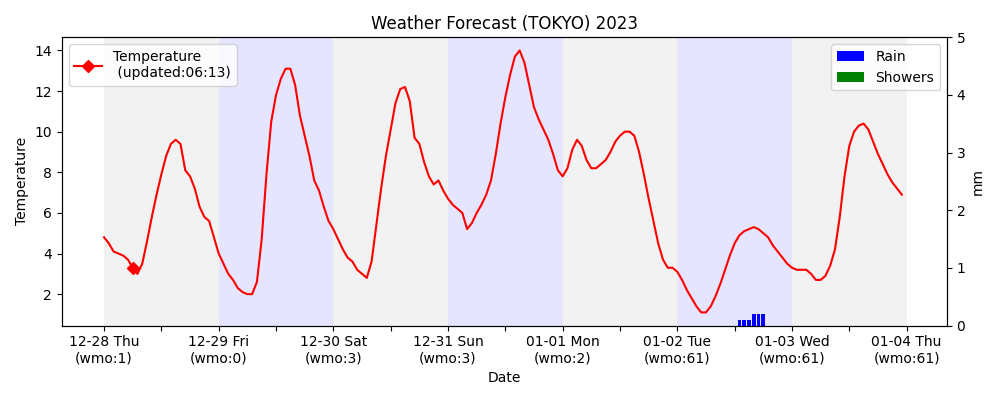 Weather Forecast (TOKYO) 2023
Temperature
(updated:06:13)
Rain
Showers
14
12
10
8
6
4
2
Temperature
5
4
3
2
1
0
mm
12-28 Thu
(wmo:1)
12-29 Fri
(wmo:0)
12-30 Sat
(wmo:3)
12-31 Sun
(wmo:3)
01-01 Mon
(wmo:2)
01-02 Tue
(wmo:61)
01-03 Wed
(wmo:61)
01-04 Thu
(wmo:61)
Date